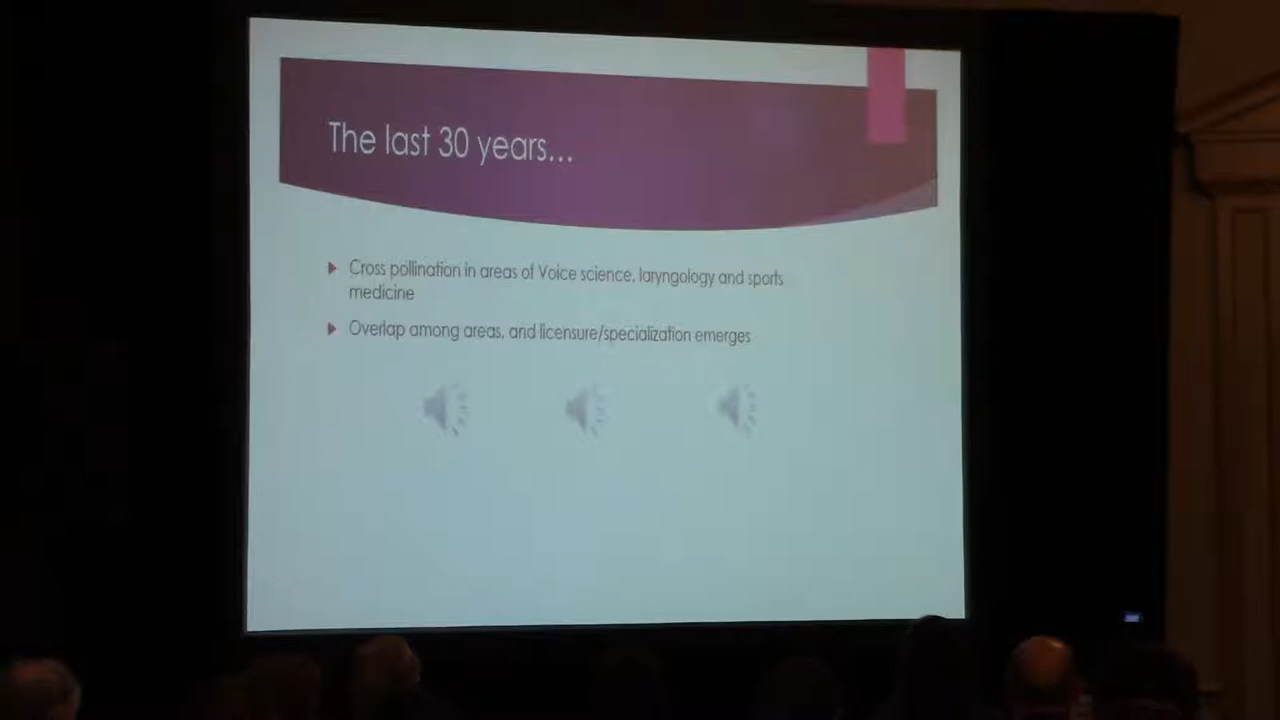 The last 30 years...
Cross pollination in areas of Voice science, laryngology and sports
medicine
Overlap among areas, and licensure/specialization emerges